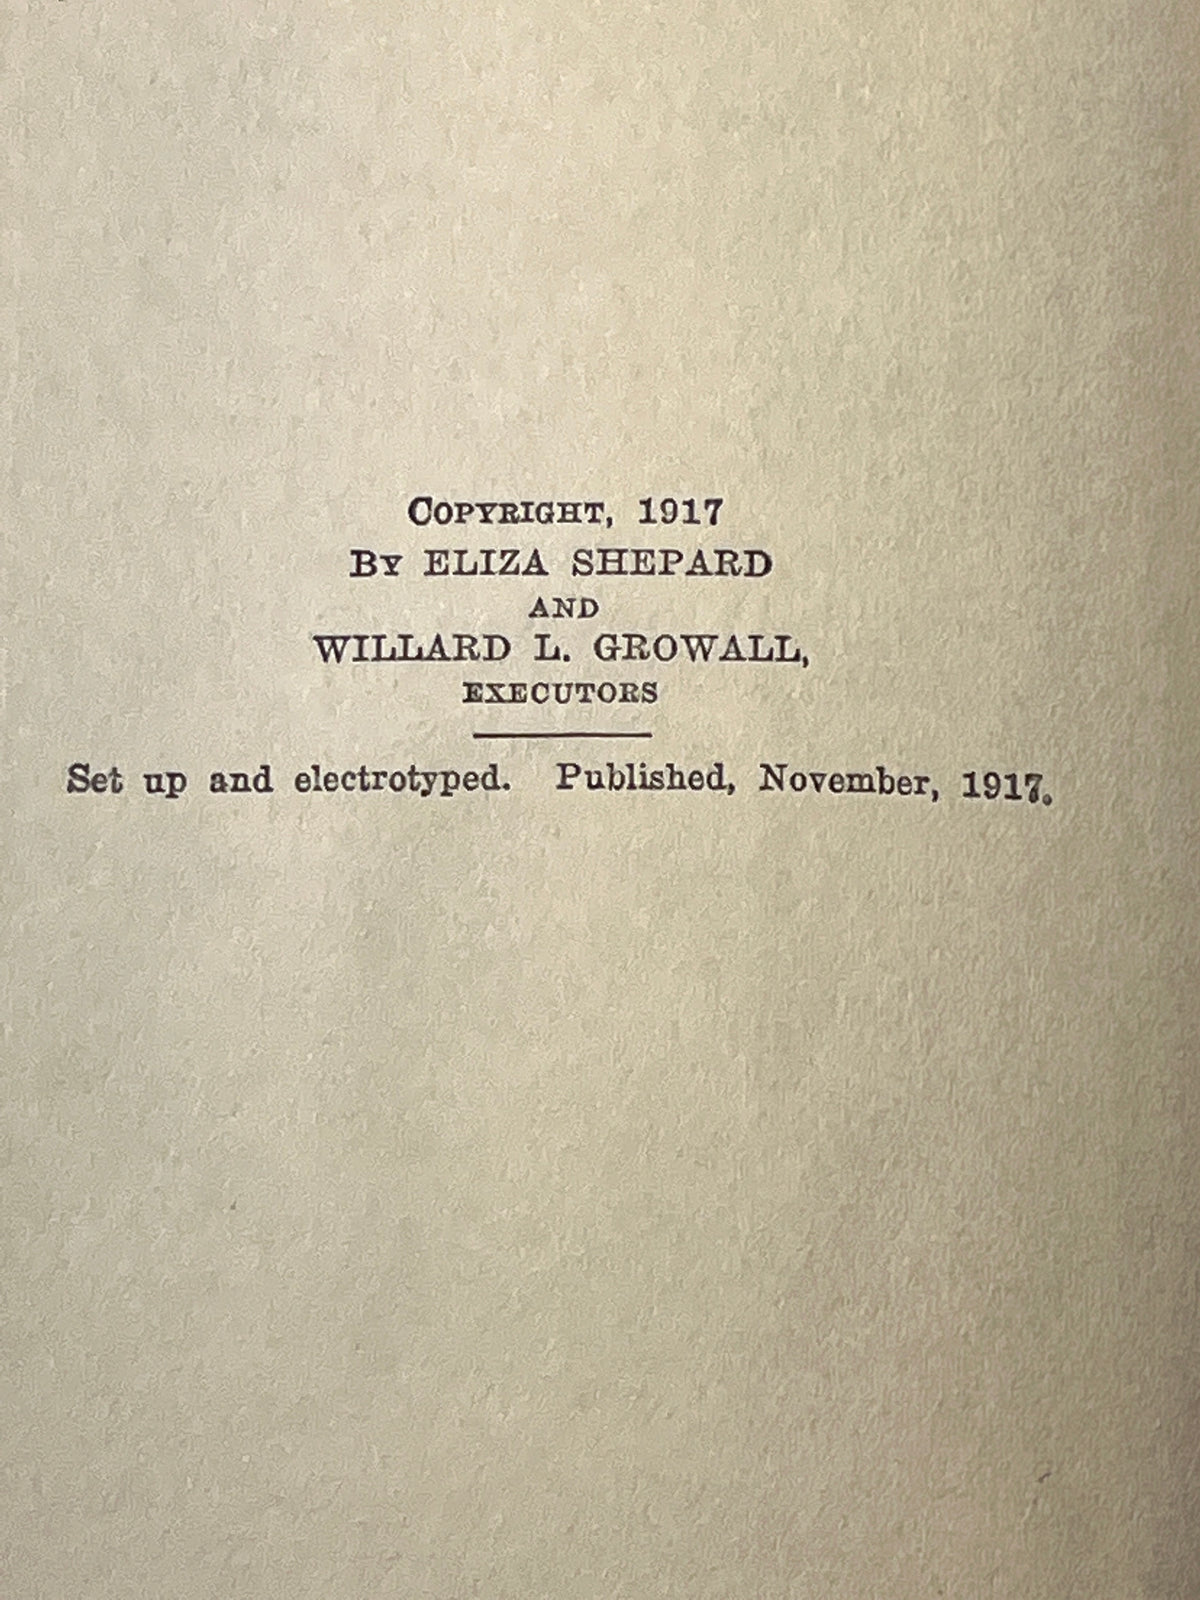 COPYRIGHT, 1917
BY ELIZA SHEPARD
AND
WILLARD L. GROWALL,
EXECUTORS
Set up and electrotyped. Published, November, 1917.